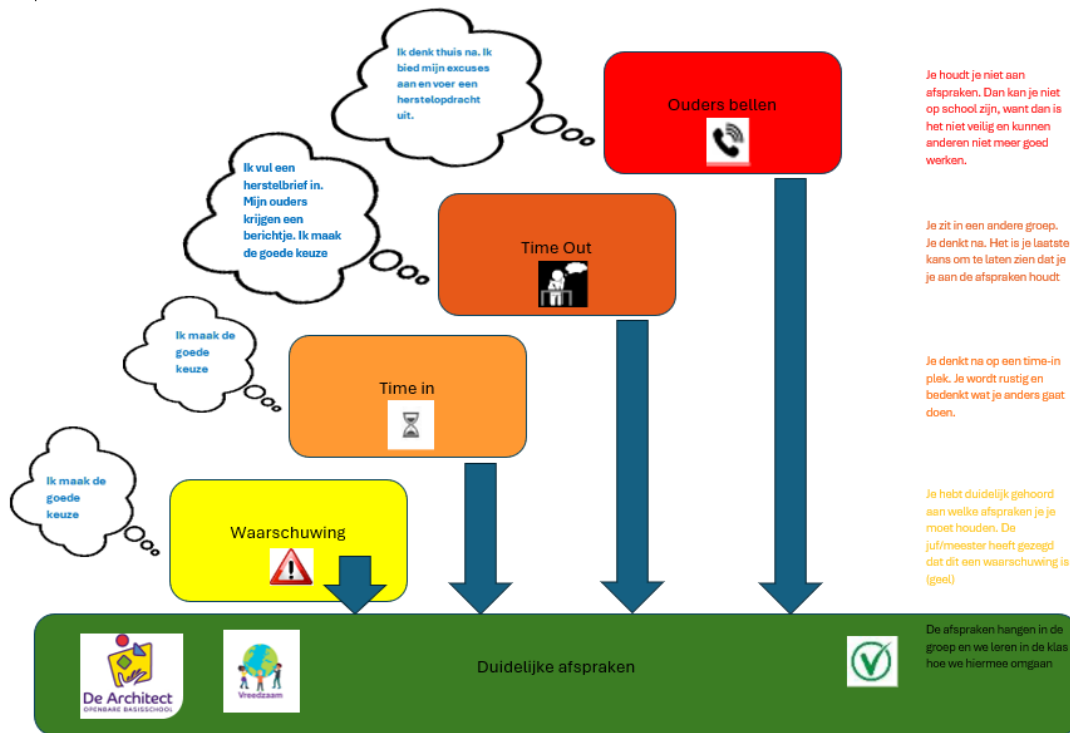 Ik denk thuis na. Ik
bied mijn excuses
aan en voer een
herstelopdracht
uit.
Ouders bellen
Je houdt je niet aan
afspraken. Dan kan je niet
op school zijn, want dan is
het niet veilig en kunnen
anderen niet meer goed
werken.
Ik vul een
herstelbrief in.
Mijn ouders
krijgen een
berichtje. Ik maak
de goede keuze
Time Out
Je zit in een andere groep.
Je denkt na. Het is je laatste
kans om te laten zien dat je
je aan de afspraken houdt
Ik maak de
goede
keuze
Time in
Je denkt na op een time-in
plek. Je wordt rustig en
bedenkt wat je anders gaat
doen.
Ik maak de
goede
keuze
Waarschuwing
Je hebt duidelijk gehoord
aan welke afspraken je je
moet houden. De
juf/meester heeft gezegd
dat dit een waarschuwing is
(geel)
De Architect
OPENBARE BASISSCHOOL
Vreedzaam
Duidelijke afspraken
De afspraken hangen in de
groep en we leren in de klas
hoe we hiermee omgaan